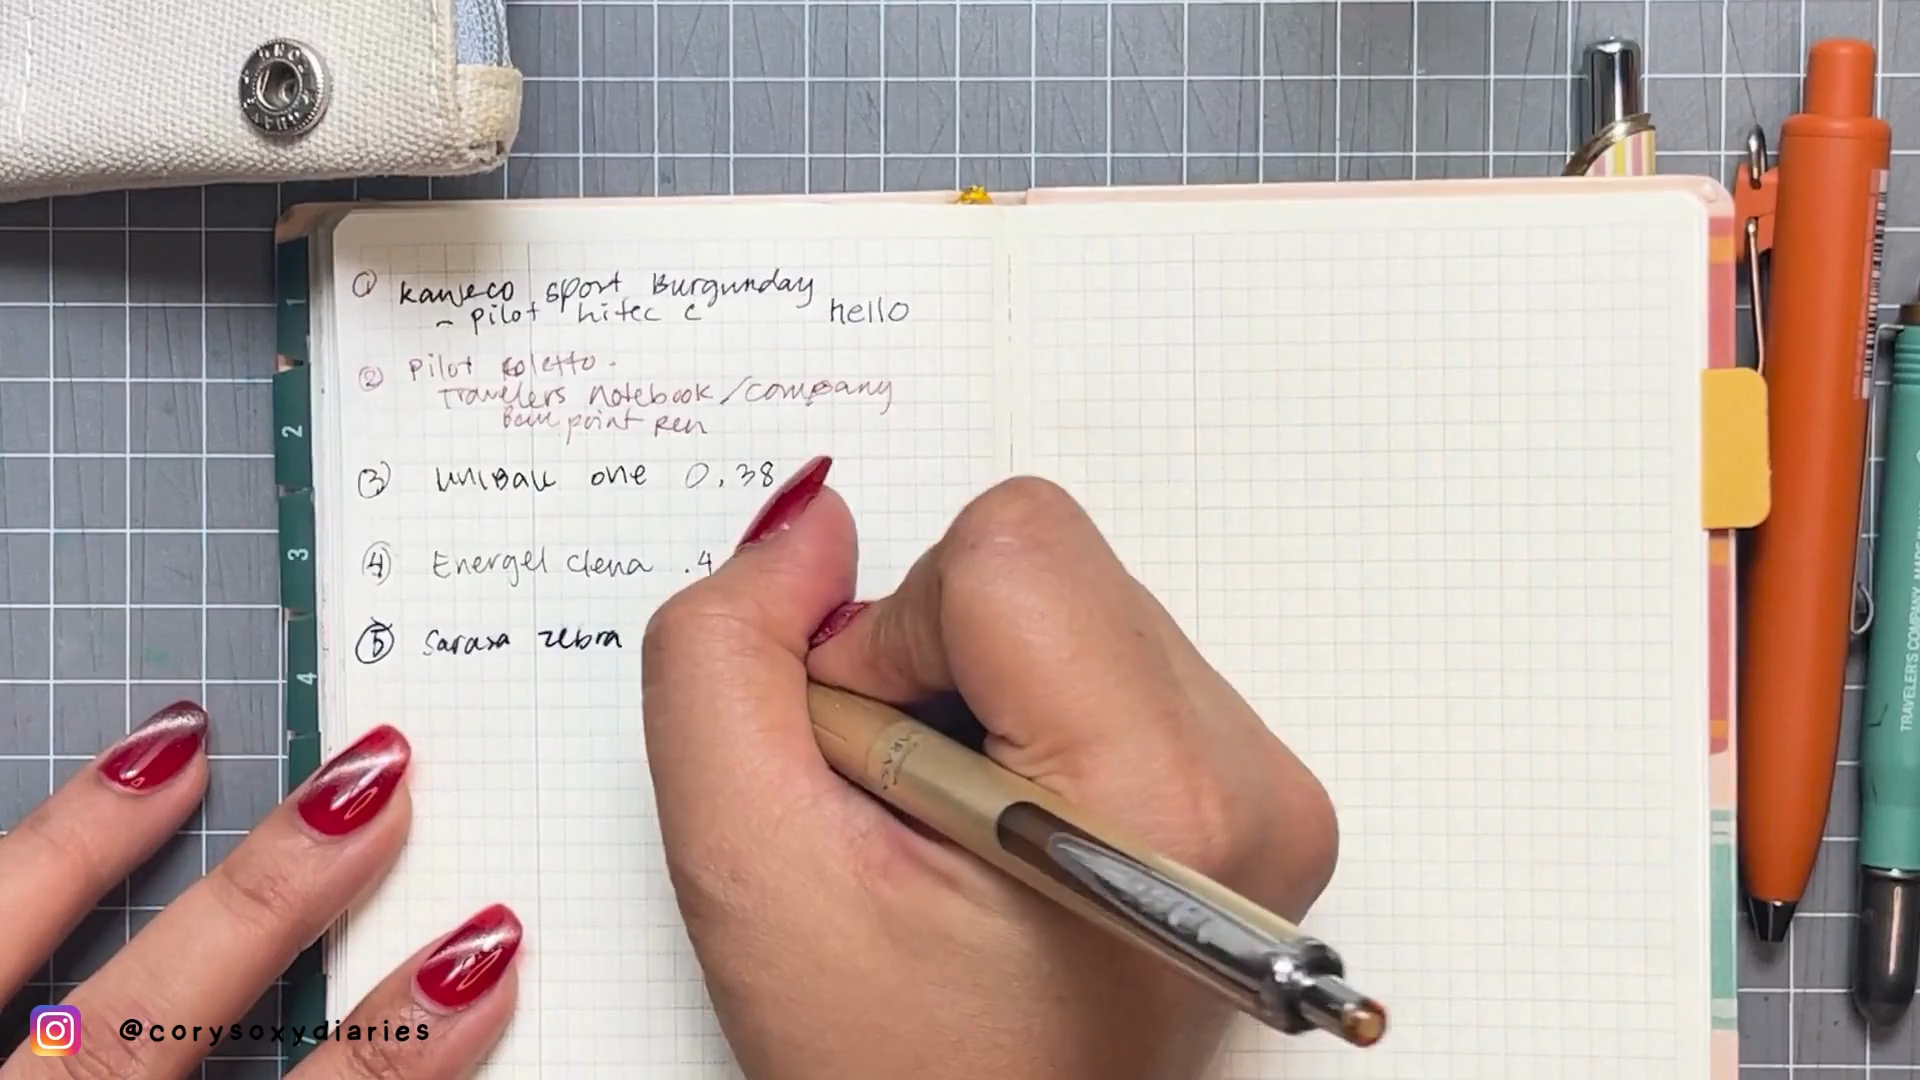 ① Kaweco sport Burgunday
- pilot hitec c hello
② Pilot Coletto.
Travelers notebook/company
Ball point Pen
③ UNIBALL one 0.38
④ Energel Clena .4
⑤ Sarasa zebra
1
2
3
4
TRAVELER'S COMPANY
@corysoxydiaries